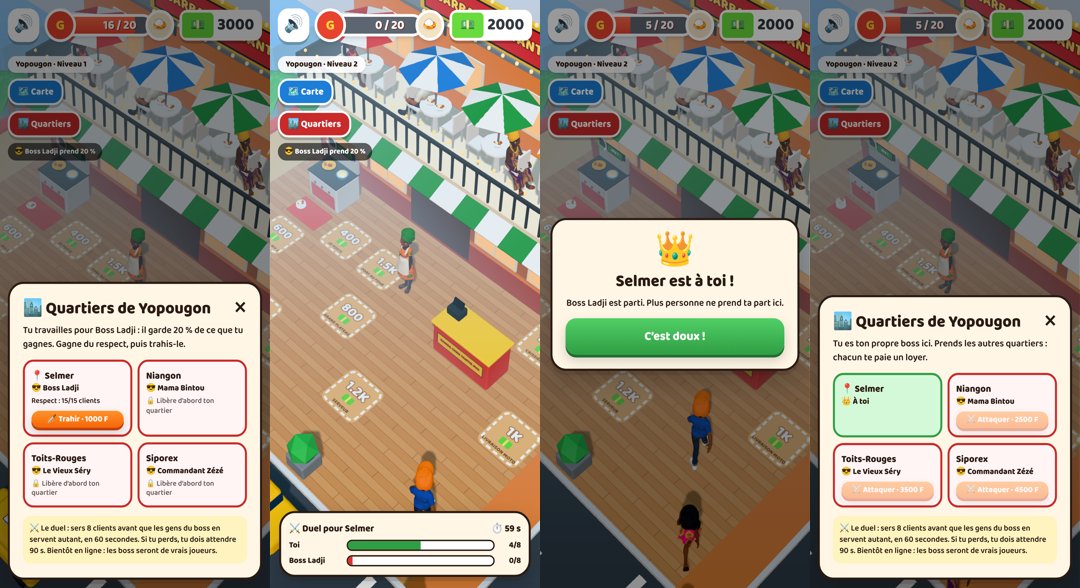 G 16 / 20 3000
Yopougon · Niveau 1
Carte
Quartiers
Boss Ladji prend 20 %
600
400
1.5K
Quartiers de Yopougon
Tu travailles pour Boss Ladji : il garde 20 % de ce que tu
gagnes. Gagne du respect, puis trahis-le.
Selmer
Boss Ladji
Respect : 15/15 clients
Trahir · 1000 F
Niangon
Mama Bintou
Libère d'abord ton
quartier
Toits-Rouges
Le Vieux Séry
Libère d'abord ton
quartier
Siporex
Commandant Zézé
Libère d'abord ton
quartier
Le duel : sers 8 clients avant que les gens du boss en
servent autant, en 60 secondes. Si tu perds, tu dois attendre
90 s. Bientôt en ligne : les boss seront de vrais joueurs.
G 0 / 20 2000
Yopougon · Niveau 2
Carte
Quartiers
Boss Ladji prend 20 %
600
400
1.5K
800
1.2K
1K
Duel pour Selmer 59 s
Toi 4/8
Boss Ladji 0/8
G 5 / 20 2000
Yopougon · Niveau 2
Carte
Quartiers
600
400
Selmer est à toi !
Boss Ladji est parti. Plus personne ne prend ta part ici.
C'est doux !
1.2K
1K
G 5 / 20 2000
Yopougon · Niveau 2
Carte
Quartiers
600
400
1.5K
Quartiers de Yopougon
Tu es ton propre boss ici. Prends les autres quartiers :
chacun te paie un loyer.
Selmer
À toi
Niangon
Mama Bintou
Attaquer · 2500 F
Toits-Rouges
Le Vieux Séry
Attaquer · 3500 F
Siporex
Commandant Zézé
Attaquer · 4500 F
Le duel : sers 8 clients avant que les gens du boss en
servent autant, en 60 secondes. Si tu perds, tu dois attendre
90 s. Bientôt en ligne : les boss seront de vrais joueurs.